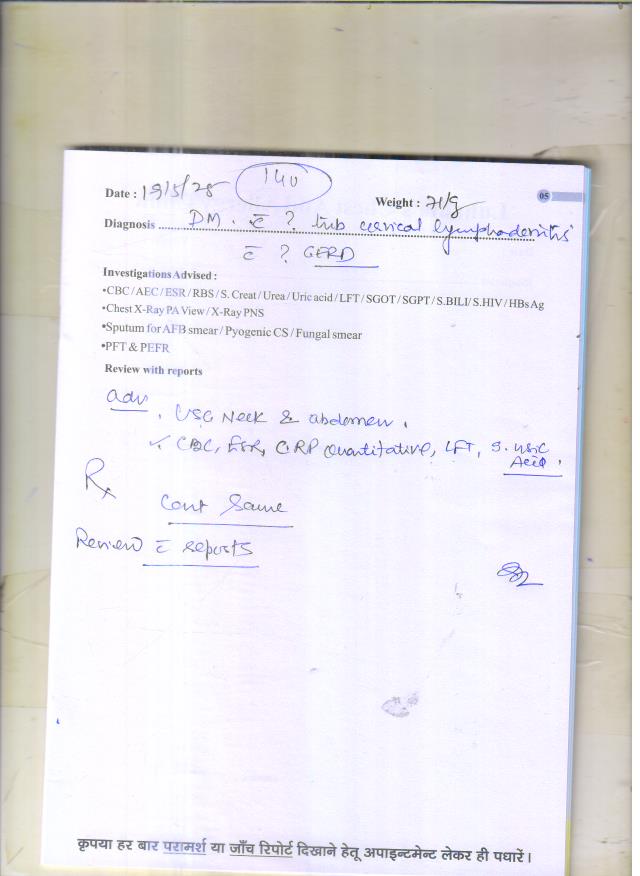 140
05
Date : 19/5/25 Weight : 71kg
Diagnosis DM. c̄ ? tub cervical lymphadenitis
c̄ ? GERD
Investigations Advised :
•CBC / AEC / ESR / RBS / S. Creat / Urea / Uric acid / LFT / SGOT / SGPT / S.BILI / S.HIV / HBs Ag
•Chest X-Ray PA View / X-Ray PNS
•Sputum for AFB smear / Pyogenic CS / Fungal smear
•PFT & PEFR
Review with reports
adv
. USG Neck & abdomen .
CBC, ESR, CRP Quantitative, LFT, S. Uric
Acid .
Rx
Cont Same
Review c̄ reports
कृपया हर बार परामर्श या जाँच रिपोर्ट दिखाने हेतू अपाइन्टमेन्ट लेकर ही पधारें।